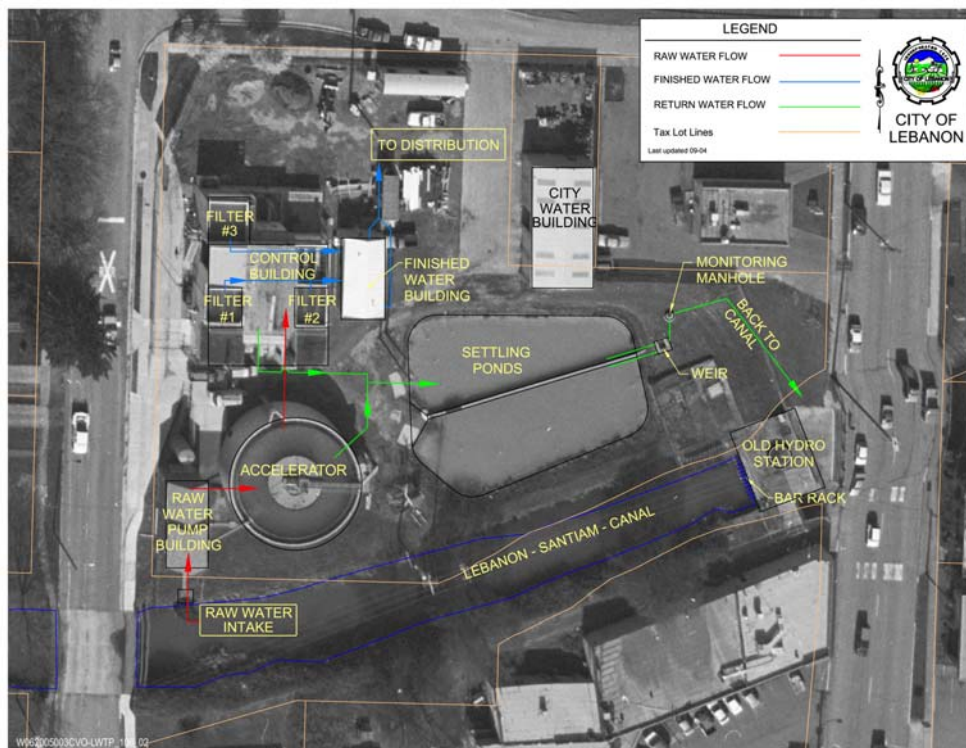 LEGEND
RAW WATER FLOW
FINISHED WATER FLOW
RETURN WATER FLOW
Tax Lot Lines
Last updated 09-04
CITY OF LEBANON
CITY OF
LEBANON
TO DISTRIBUTION
CITY
WATER
BUILDING
FILTER
#3
CONTROL
BUILDING
FINISHED
WATER
BUILDING
FILTER
#1
FILTER
#2
MONITORING
MANHOLE
BACK TO
CANAL
SETTLING
PONDS
WEIR
ACCELERATOR
OLD HYDRO
STATION
BAR RACK
RAW
WATER
PUMP
BUILDING
LEBANON - SANTIAM - CANAL
RAW WATER
INTAKE